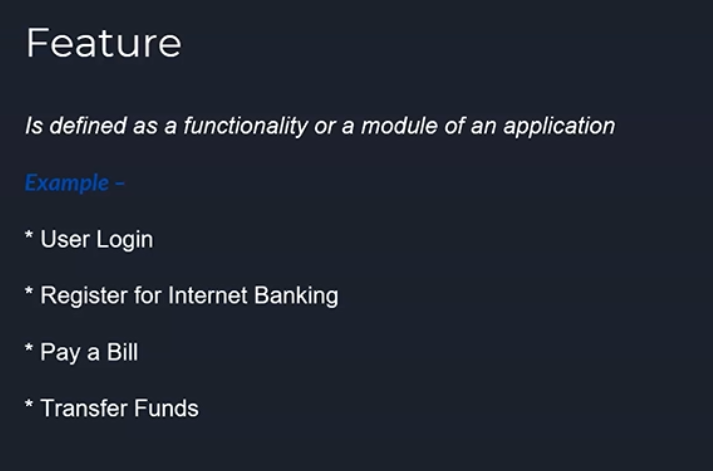 Feature
Is defined as a functionality or a module of an application
Example –
* User Login
* Register for Internet Banking
* Pay a Bill
* Transfer Funds